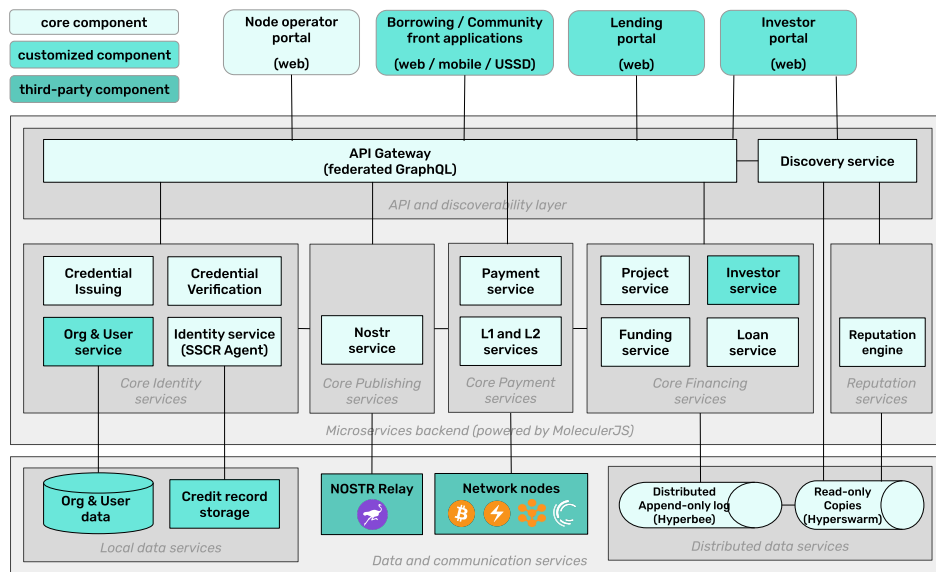 core component
customized component
third-party component
Node operator
portal
(web)
Borrowing / Community
front applications
(web / mobile / USSD)
Lending
portal
(web)
Investor
portal
(web)
API Gateway
(federated GraphQL)
Discovery service
API and discoverability layer
Credential
Issuing
Credential
Verification
Org & User
service
Identity service
(SSCR Agent)
Core Identity
services
Nostr
service
Core Publishing
services
Payment
service
L1 and L2
services
Core Payment
services
Project
service
Investor
service
Funding
service
Loan
service
Core Financing
services
Reputation
engine
Reputation
services
Microservices backend (powered by MoleculerJS)
Org & User
data
Credit record
storage
Local data services
NOSTR Relay
Network nodes
Distributed
Append-only log
(Hyperbee)
Read-only
Copies
(Hyperswarm)
Distributed data services
Data and communication services